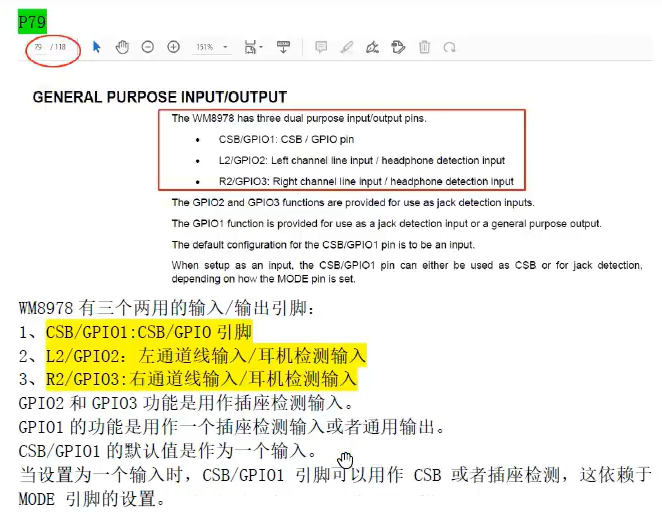 P79
79 / 118
151%
GENERAL PURPOSE INPUT/OUTPUT
The WM8978 has three dual purpose input/output pins.
• CSB/GPIO1: CSB / GPIO pin
• L2/GPIO2: Left channel line input / headphone detection input
• R2/GPIO3: Right channel line input / headphone detection input
The GPIO2 and GPIO3 functions are provided for use as jack detection inputs.
The GPIO1 function is provided for use as a jack detection input or a general purpose output.
The default configuration for the CSB/GPIO1 pin is to be an input.
When setup as an input, the CSB/GPIO1 pin can either be used as CSB or for jack detection,
depending on how the MODE pin is set.
WM8978 有三个两用的输入/输出引脚：
1、CSB/GPIO1:CSB/GPIO 引脚
2、L2/GPIO2：左通道线输入/耳机检测输入
3、R2/GPIO3:右通道线输入/耳机检测输入
GPIO2 和 GPIO3 功能是用作插座检测输入。
GPIO1 的功能是用作一个插座检测输入或者通用输出。
CSB/GPIO1 的默认值是作为一个输入。
当设置为一个输入时，CSB/GPIO1 引脚可以用作 CSB 或者插座检测，这依赖于
MODE 引脚的设置。